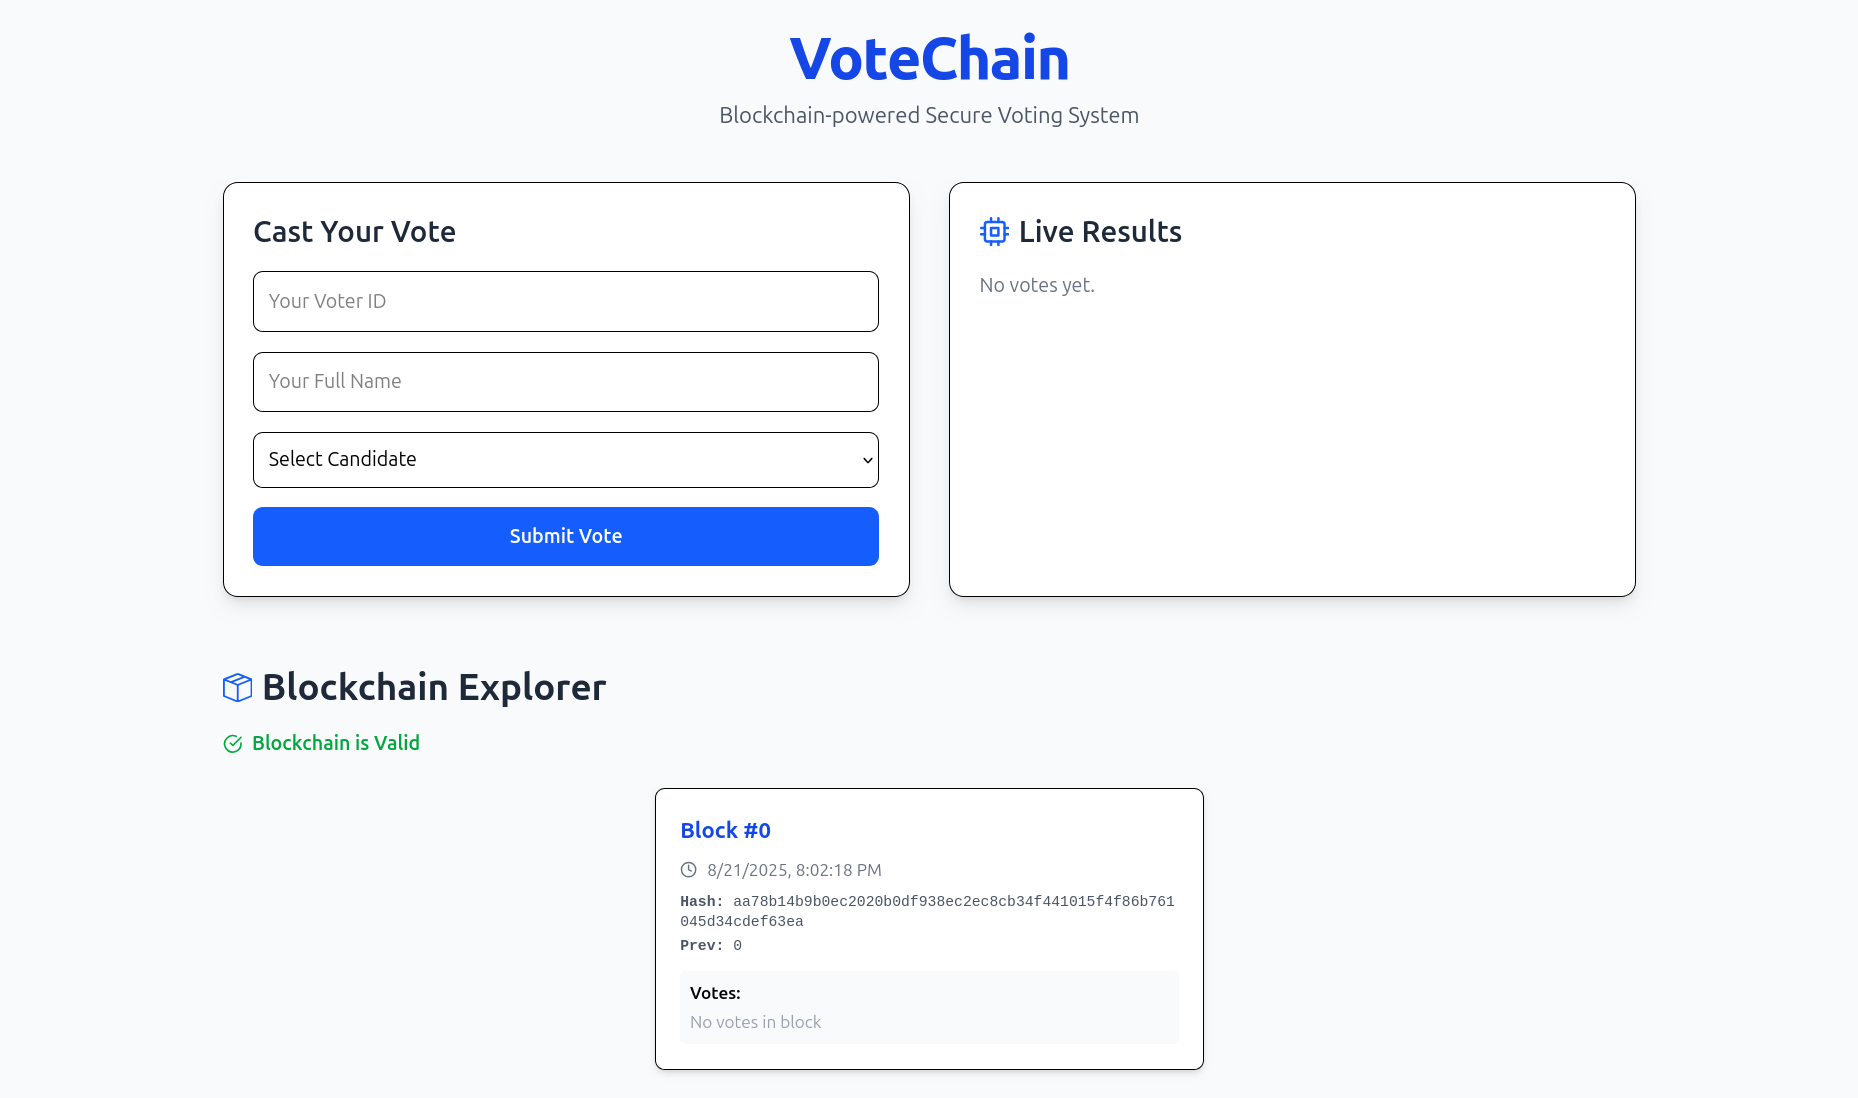 VoteChain
Blockchain-powered Secure Voting System
Cast Your Vote
Your Voter ID
Your Full Name
Select Candidate
Submit Vote
Live Results
No votes yet.
Blockchain Explorer
Blockchain is Valid
Block #0
8/21/2025, 8:02:18 PM
Hash: aa78b14b9b0ec2020b0df938ec2ec8cb34f441015f4f86b761
045d34cdef63ea
Prev: 0
Votes:
No votes in block